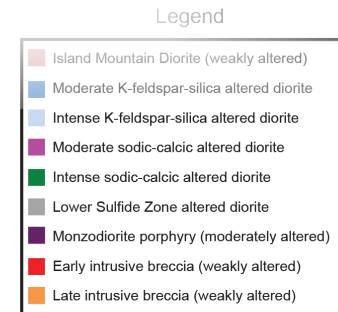 Legend
Island Mountain Diorite (weakly altered)
Moderate K-feldspar-silica altered diorite
Intense K-feldspar-silica altered diorite
Moderate sodic-calcic altered diorite
Intense sodic-calcic altered diorite
Lower Sulfide Zone altered diorite
Monzodiorite porphyry (moderately altered)
Early intrusive breccia (weakly altered)
Late intrusive breccia (weakly altered)